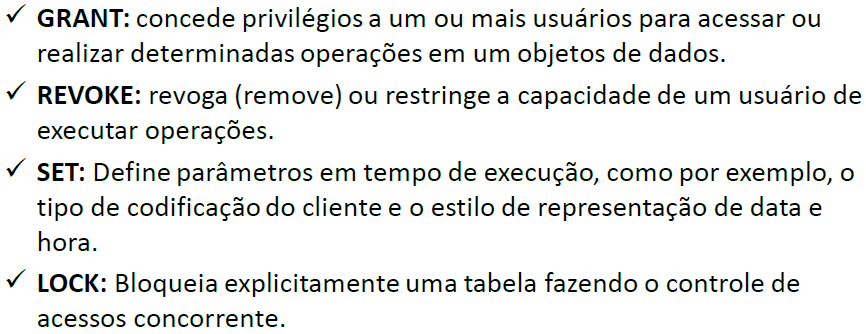 ✓ GRANT: concede privilégios a um ou mais usuários para acessar ou
realizar determinadas operações em um objetos de dados.
✓ REVOKE: revoga (remove) ou restringe a capacidade de um usuário de
executar operações.
✓ SET: Define parâmetros em tempo de execução, como por exemplo, o
tipo de codificação do cliente e o estilo de representação de data e
hora.
✓ LOCK: Bloqueia explicitamente uma tabela fazendo o controle de
acessos concorrente.